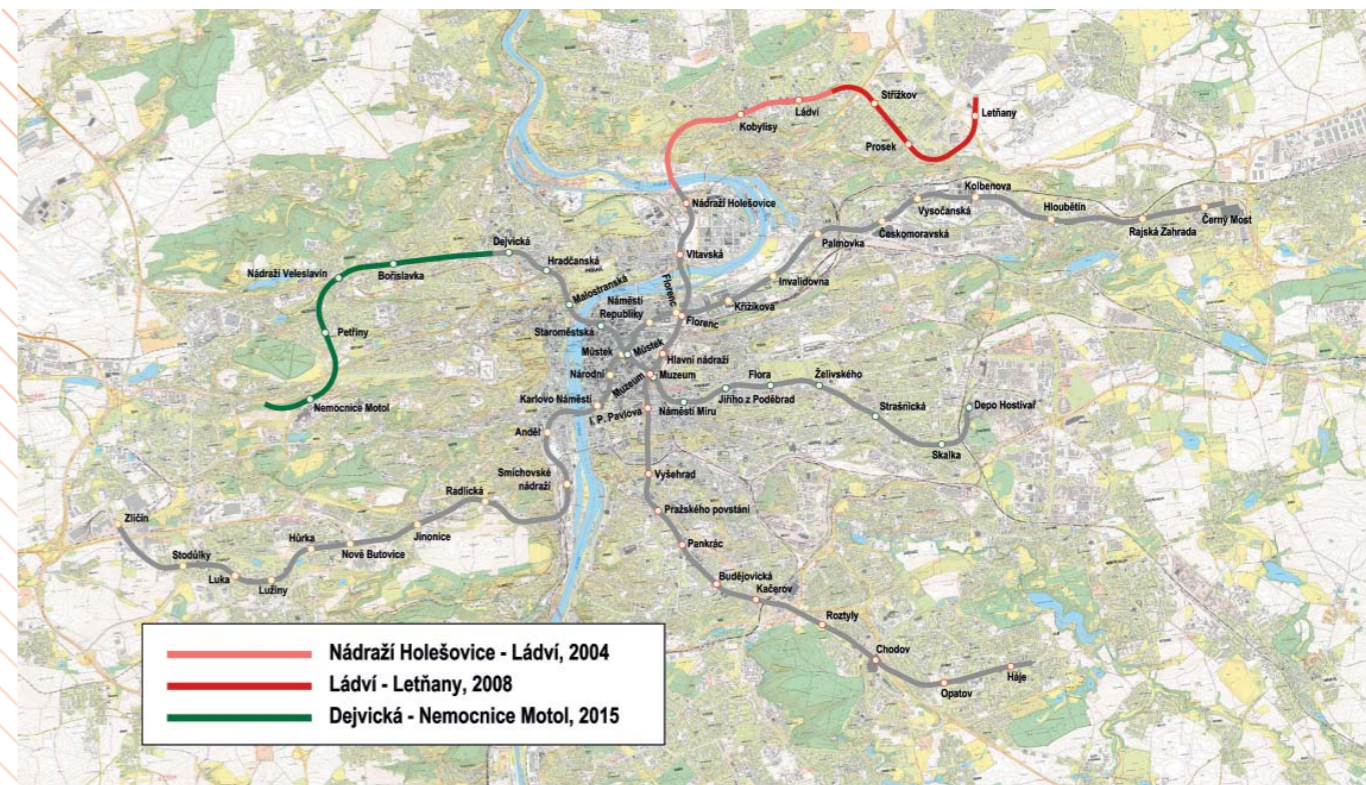 Střížkov
Ládví
Letňany
Kobylisy
Prosek
Kolbenova
Nádraží Holešovice
Vysočanská
Hloubětín
Černý Most
Rajská Zahrada
Českomoravská
Palmovka
Dejvická
Vltavská
Hradčanská
Bořislavka
Nádraží Veleslavín
Invalidovna
Florenc
Malostranská
Náměstí
Republiky
Křižíkova
Florenc
Staroměstská
Petřiny
Můstek
Můstek
Hlavní nádraží
Národní
Muzeum
Muzeum
Flora
Želivského
Jiřího z Poděbrad
Karlovo Náměstí
Nemocnice Motol
I. P. Pavlova
Náměstí Míru
Strašnická
Depo Hostivař
Anděl
Skalka
Smíchovské
nádraží
Vyšehrad
Radlická
Pražského povstání
Zličín
Jinonice
Hůrka
Nové Butovice
Pankrác
Stodůlky
Luka
Lužiny
Budějovická
Kačerov
Roztyly
Chodov
Háje
Opatov
Nádraží Holešovice - Ládví, 2004
Ládví - Letňany, 2008
Dejvická - Nemocnice Motol, 2015